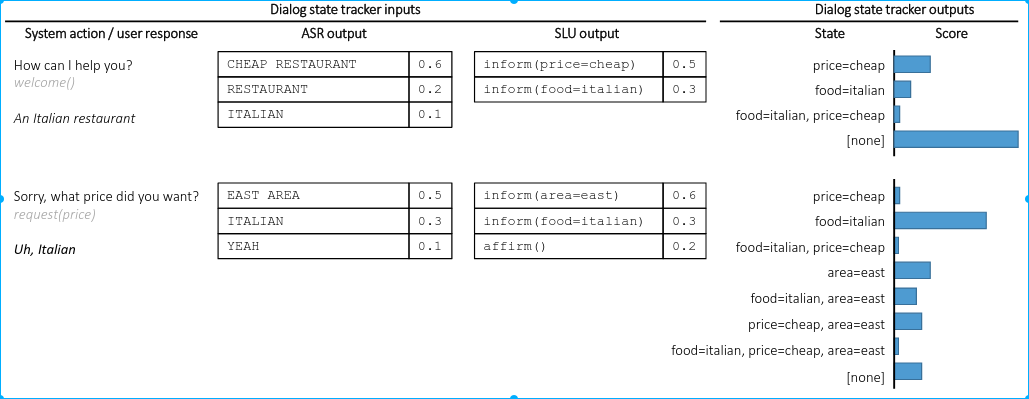 Dialog state tracker inputs
Dialog state tracker outputs
System action / user response
ASR output
SLU output
State
Score
How can I help you?
welcome()
An Italian restaurant
CHEAP RESTAURANT 0.6
RESTAURANT 0.2
ITALIAN 0.1
inform(price=cheap) 0.5
inform(food=italian) 0.3
price=cheap
food=italian
food=italian, price=cheap
[none]
Sorry, what price did you want?
request(price)
Uh, Italian
EAST AREA 0.5
ITALIAN 0.3
YEAH 0.1
inform(area=east) 0.6
inform(food=italian) 0.3
affirm() 0.2
price=cheap
food=italian
food=italian, price=cheap
area=east
food=italian, area=east
price=cheap, area=east
food=italian, price=cheap, area=east
[none]